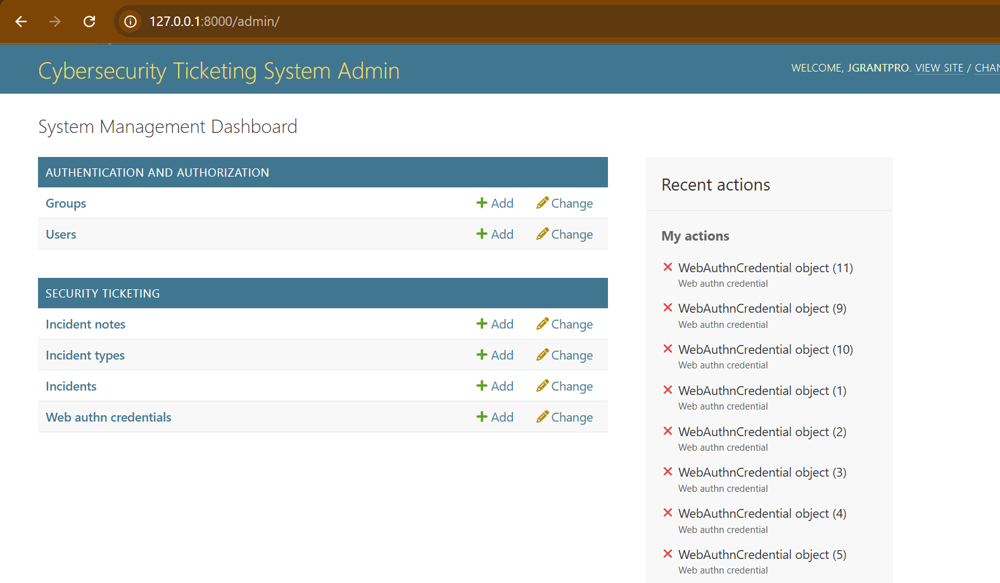 127.0.0.1:8000/admin/
Cybersecurity Ticketing System Admin
WELCOME, JGRANTPRO. VIEW SITE /
System Management Dashboard
AUTHENTICATION AND AUTHORIZATION
Groups Add Change
Users Add Change
SECURITY TICKETING
Incident notes Add Change
Incident types Add Change
Incidents Add Change
Web authn credentials Add Change
Recent actions
My actions
WebAuthnCredential object (11)
Web authn credential
WebAuthnCredential object (9)
Web authn credential
WebAuthnCredential object (10)
Web authn credential
WebAuthnCredential object (1)
Web authn credential
WebAuthnCredential object (2)
Web authn credential
WebAuthnCredential object (3)
Web authn credential
WebAuthnCredential object (4)
Web authn credential
WebAuthnCredential object (5)
Web authn credential